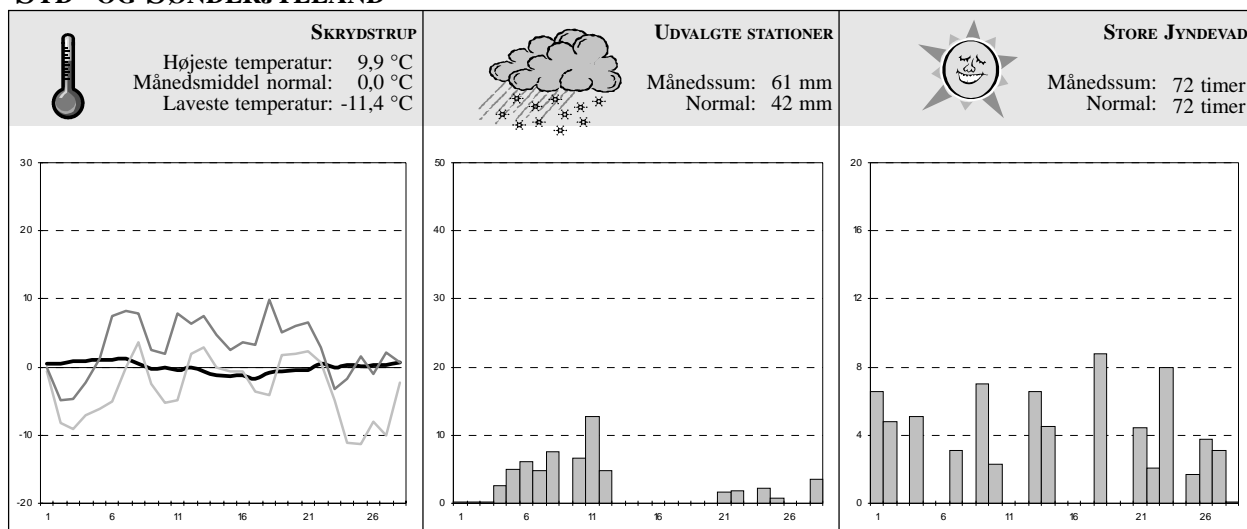 SYD- OG SØNDERJYLLAND
SKRYDSTRUP
Højeste temperatur: 9,9 °C
Månedsmiddel normal: 0,0 °C
Laveste temperatur: -11,4 °C
UDVALGTE STATIONER
Månedssum: 61 mm
Normal: 42 mm
STORE JYNDEVAD
Månedssum: 72 timer
Normal: 72 timer
30
20
10
0
-10
-20
1 6 11 16 21 26
50
40
30
20
10
0
1 6 11 16 21 26
20
16
12
8
4
0
1 6 11 16 21 26